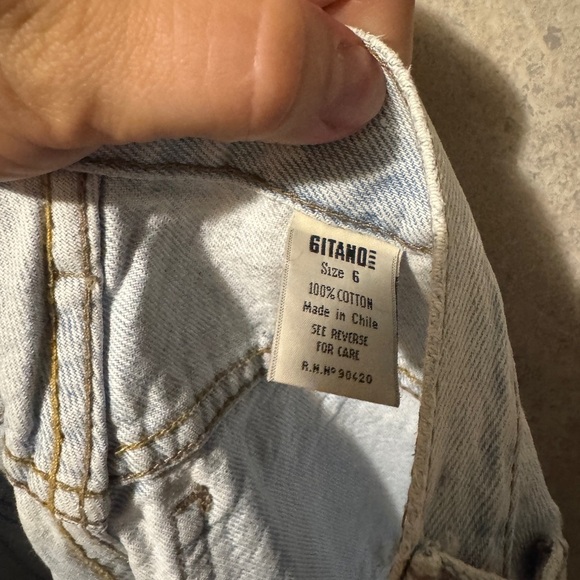 GITANO
Size 6
100% COTTON
Made in Chile
SEE REVERSE
FOR CARE
R.N.Nº 90420